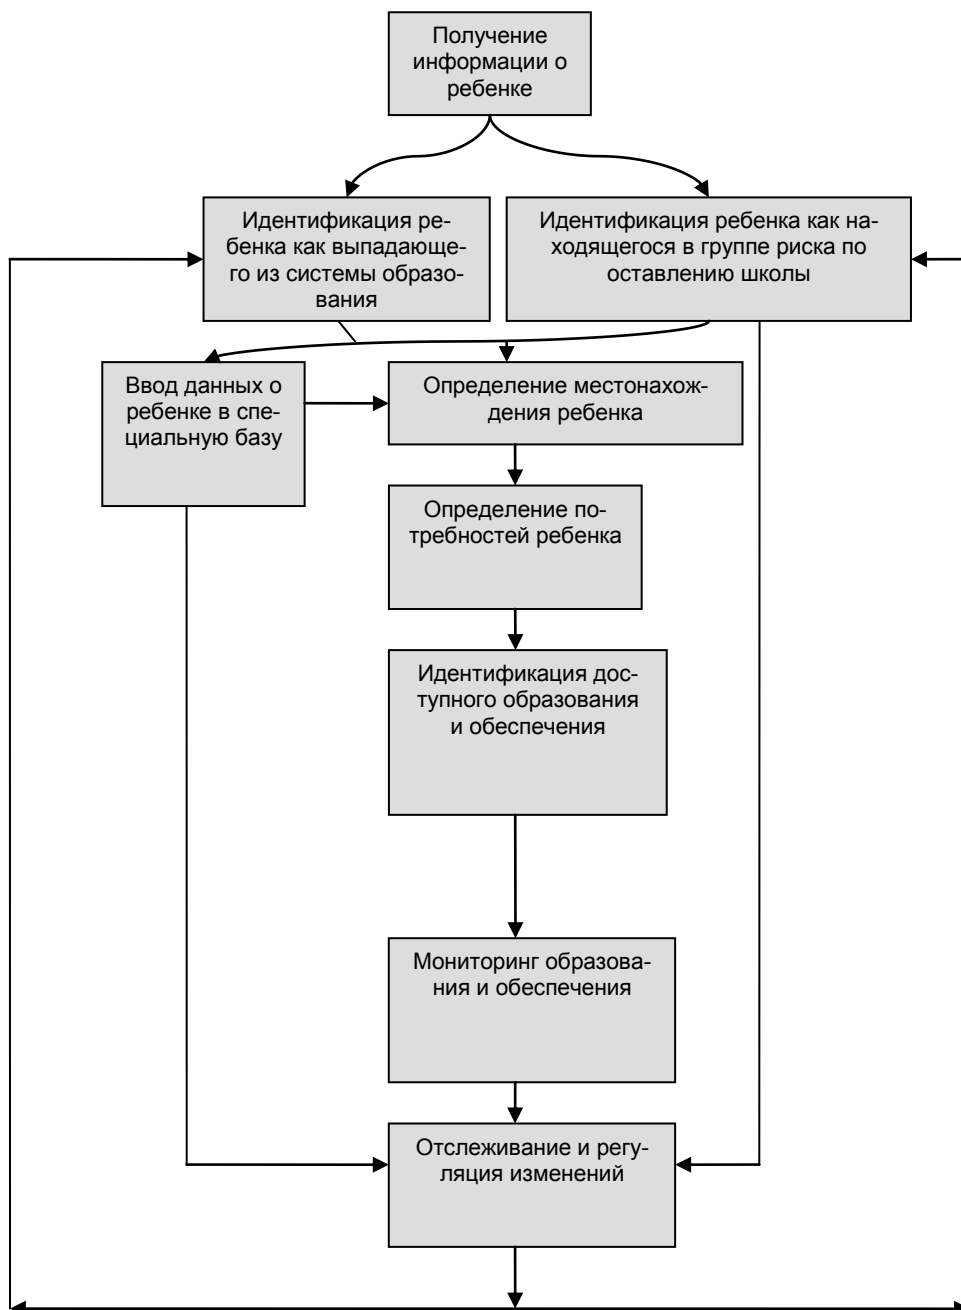 Получение
информации о
ребенке
Идентификация ре-
бенка как выпадающе-
го из системы образо-
вания
Идентификация ребенка как на-
ходящегося в группе риска по
оставлению школы
Ввод данных о
ребенке в спе-
циальную базу
Определение местонахож-
дения ребенка
Определение по-
требностей ребенка
Идентификация дос-
тупного образования
и обеспечения
Мониторинг образова-
ния и обеспечения
Отслеживание и регу-
ляция изменений